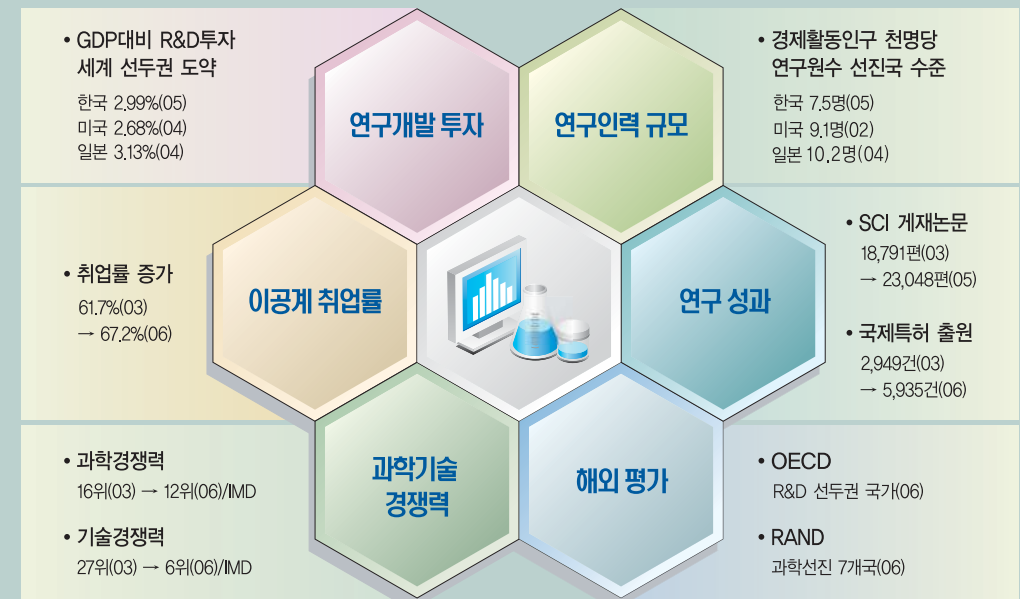 • GDP대비 R&D투자
세계 선두권 도약
한국 2.99%(05)
미국 2.68%(04)
일본 3.13%(04)
연구개발 투자
연구인력 규모
• 경제활동인구 천명당
연구원수 선진국 수준
한국 7.5명(05)
미국 9.1명(02)
일본 10.2명(04)
• 취업률 증가
61.7%(03)
→ 67.2%(06)
이공계 취업률
연구 성과
• SCI 게재논문
18,791편(03)
→ 23,048편(05)
• 국제특허 출원
2,949건(03)
→ 5,935건(06)
• 과학경쟁력
16위(03) → 12위(06)/IMD
• 기술경쟁력
27위(03) → 6위(06)/IMD
과학기술
경쟁력
해외 평가
• OECD
R&D 선두권 국가(06)
• RAND
과학선진 7개국(06)